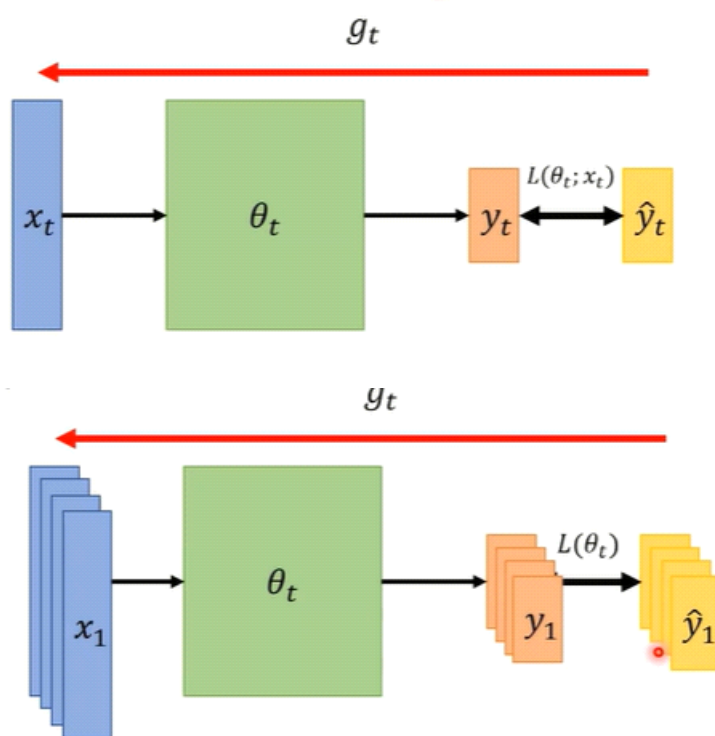 g_t
x_t
θ_t
y_t
L(θ_t; x_t)
ŷ_t
g_t
x_1
θ_t
y_1
L(θ_t)
ŷ_1